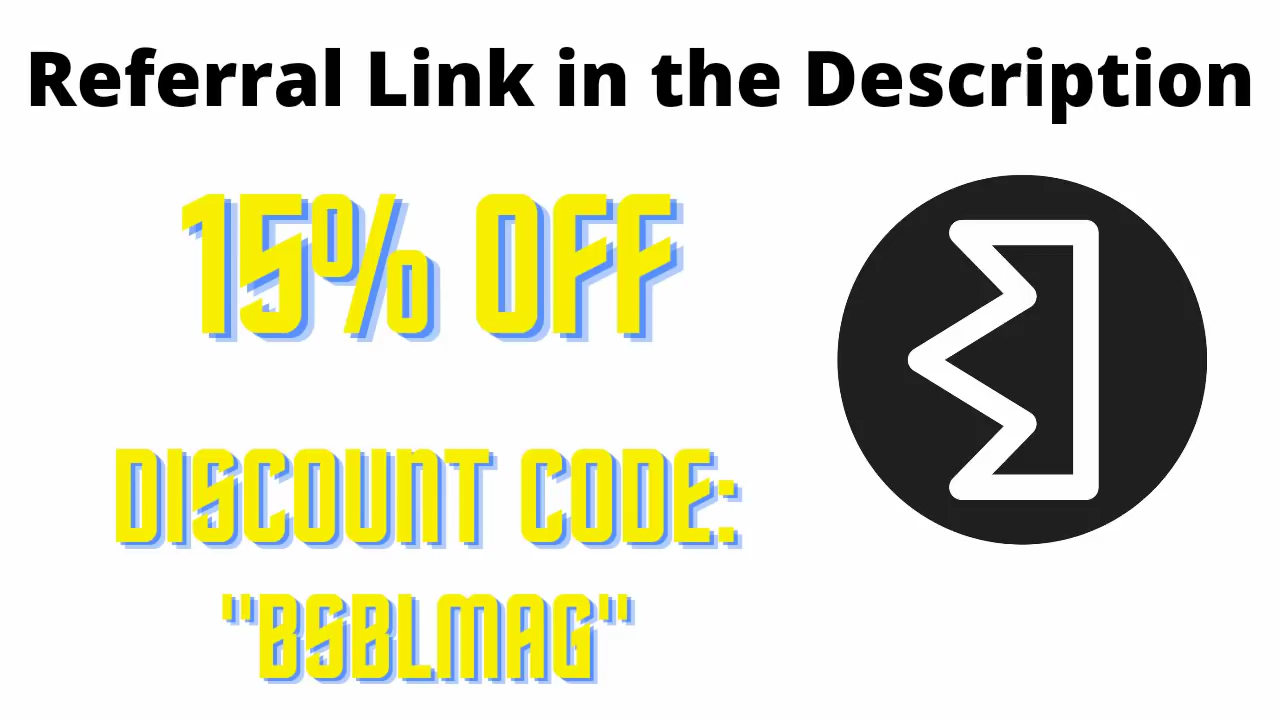 Referral Link in the Description
15% OFF
DISCOUNT CODE:
"BSBLMAG"